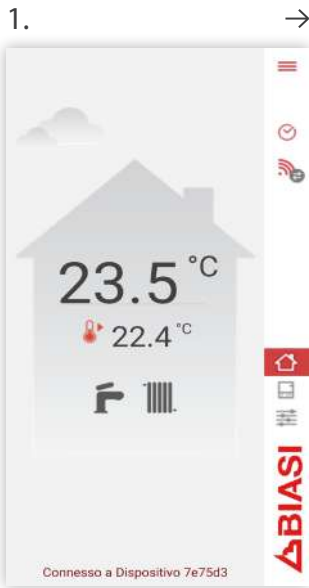 1.
23.5 °C
22.4 °C
BIASI
Connesso a Dispositivo 7e75d3